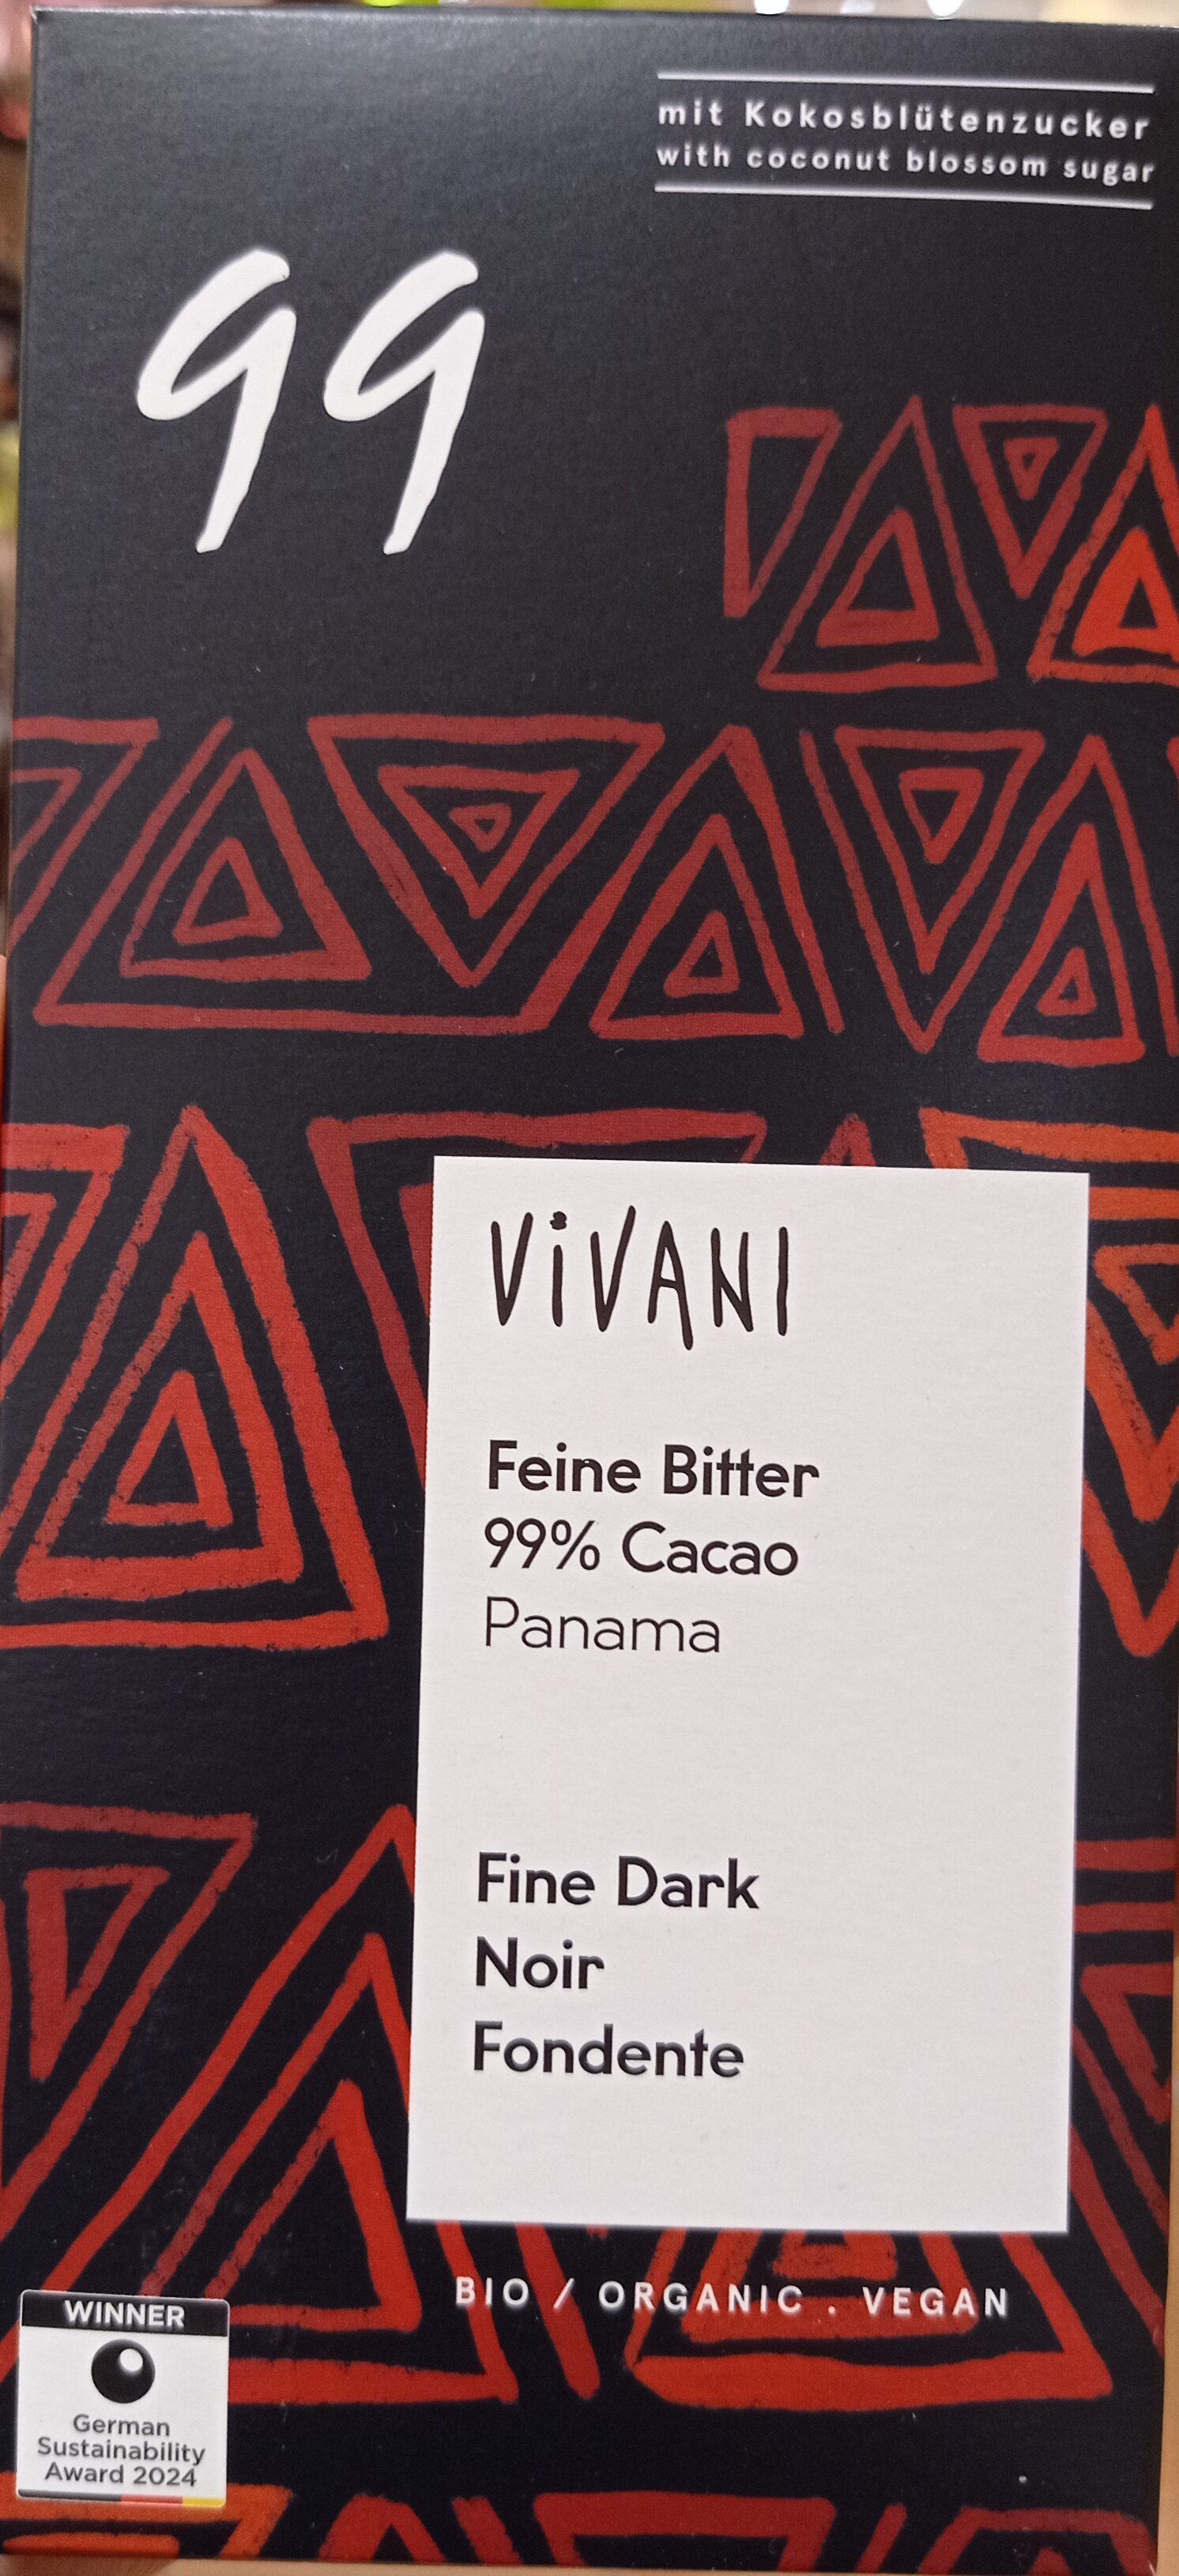 mit Kokosblütenzucker
with coconut blossom sugar
99
ViVANI
Feine Bitter
99% Cacao
Panama
Fine Dark
Noir
Fondente
BIO / ORGANIC . VEGAN
WINNER
German
Sustainability
Award 2024